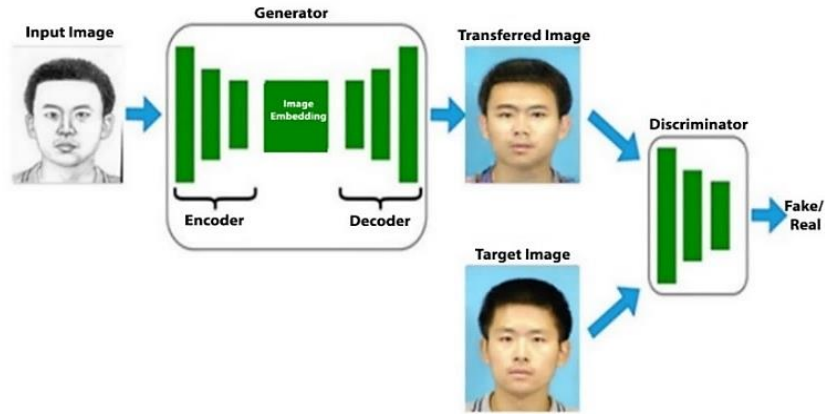 Generator
Input Image
Transferred Image
Image
Embedding
Discriminator
Encoder
Decoder
Fake/
Real
Target Image